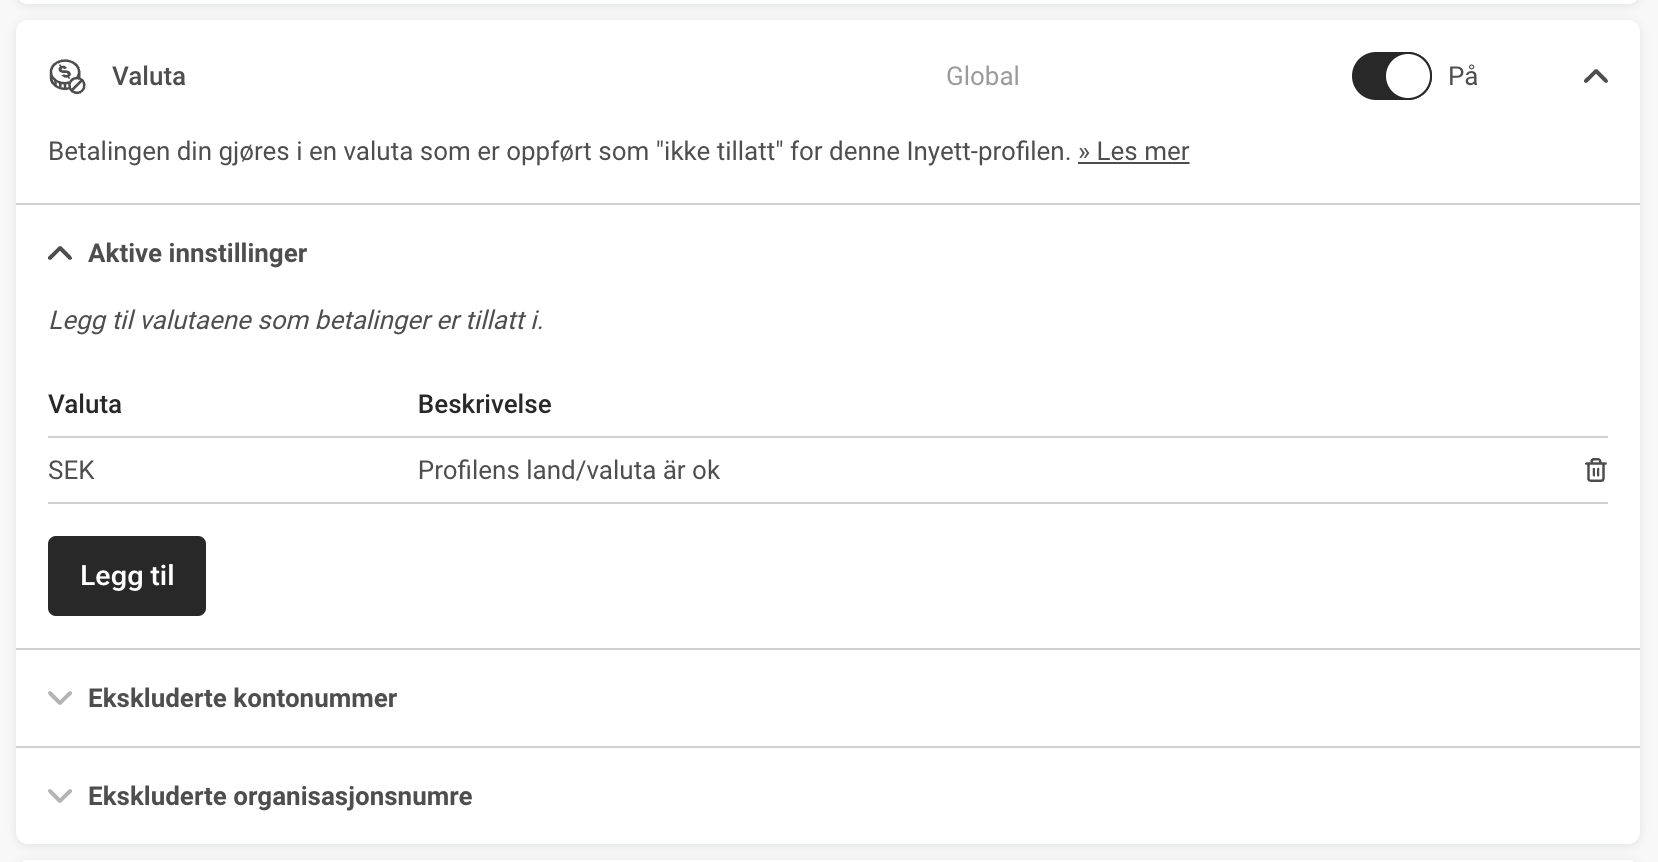 Valuta
Global
På
Betalingen din gjøres i en valuta som er oppført som "ikke tillatt" for denne Inyett-profilen. » Les mer
Aktive innstillinger
Legg til valutaene som betalinger er tillatt i.
Valuta Beskrivelse
SEK Profilens land/valuta är ok
Legg til
Ekskluderte kontonummer
Ekskluderte organisasjonsnumre